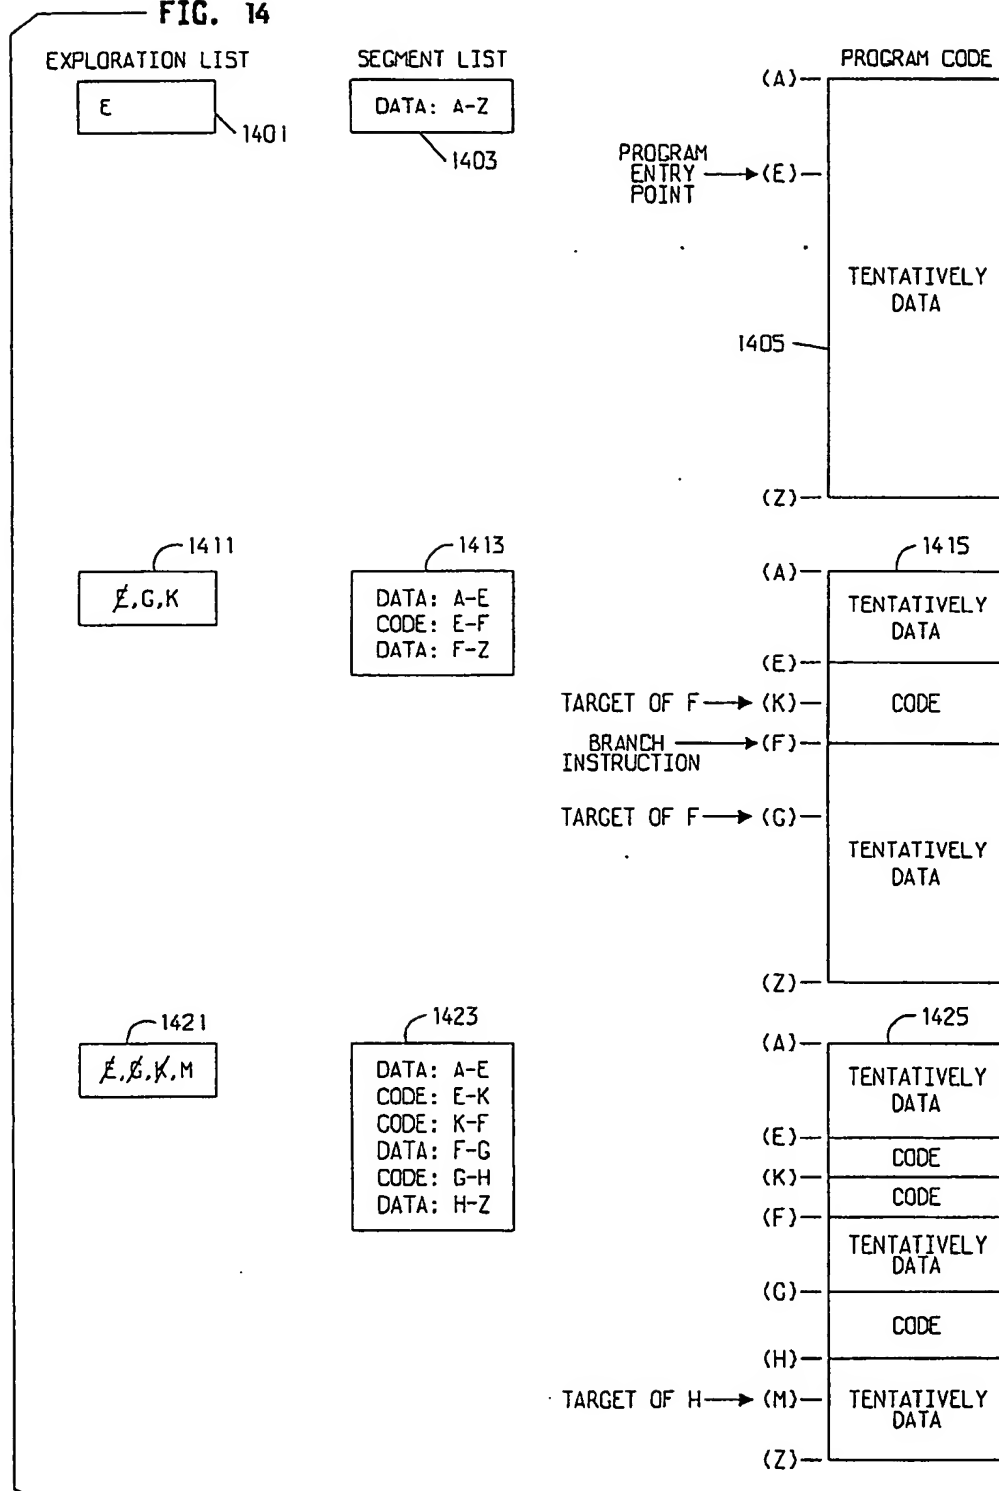 FIG. 14
EXPLORATION LIST
SEGMENT LIST
PROGRAM CODE
E
1401
DATA: A-Z
1403
(A)
PROGRAM
ENTRY
POINT
(E)
TENTATIVELY
DATA
1405
(Z)
1411
E,G,K
1413
DATA: A-E
CODE: E-F
DATA: F-Z
1415
(A)
TENTATIVELY
DATA
(E)
TARGET OF F
(K)
CODE
BRANCH
INSTRUCTION
(F)
TARGET OF F
(G)
TENTATIVELY
DATA
(Z)
1421
E,G,K,M
1423
DATA: A-E
CODE: E-K
CODE: K-F
DATA: F-G
CODE: G-H
DATA: H-Z
1425
(A)
TENTATIVELY
DATA
(E)
CODE
(K)
CODE
(F)
TENTATIVELY
DATA
(G)
CODE
(H)
TARGET OF H
(M)
TENTATIVELY
DATA
(Z)